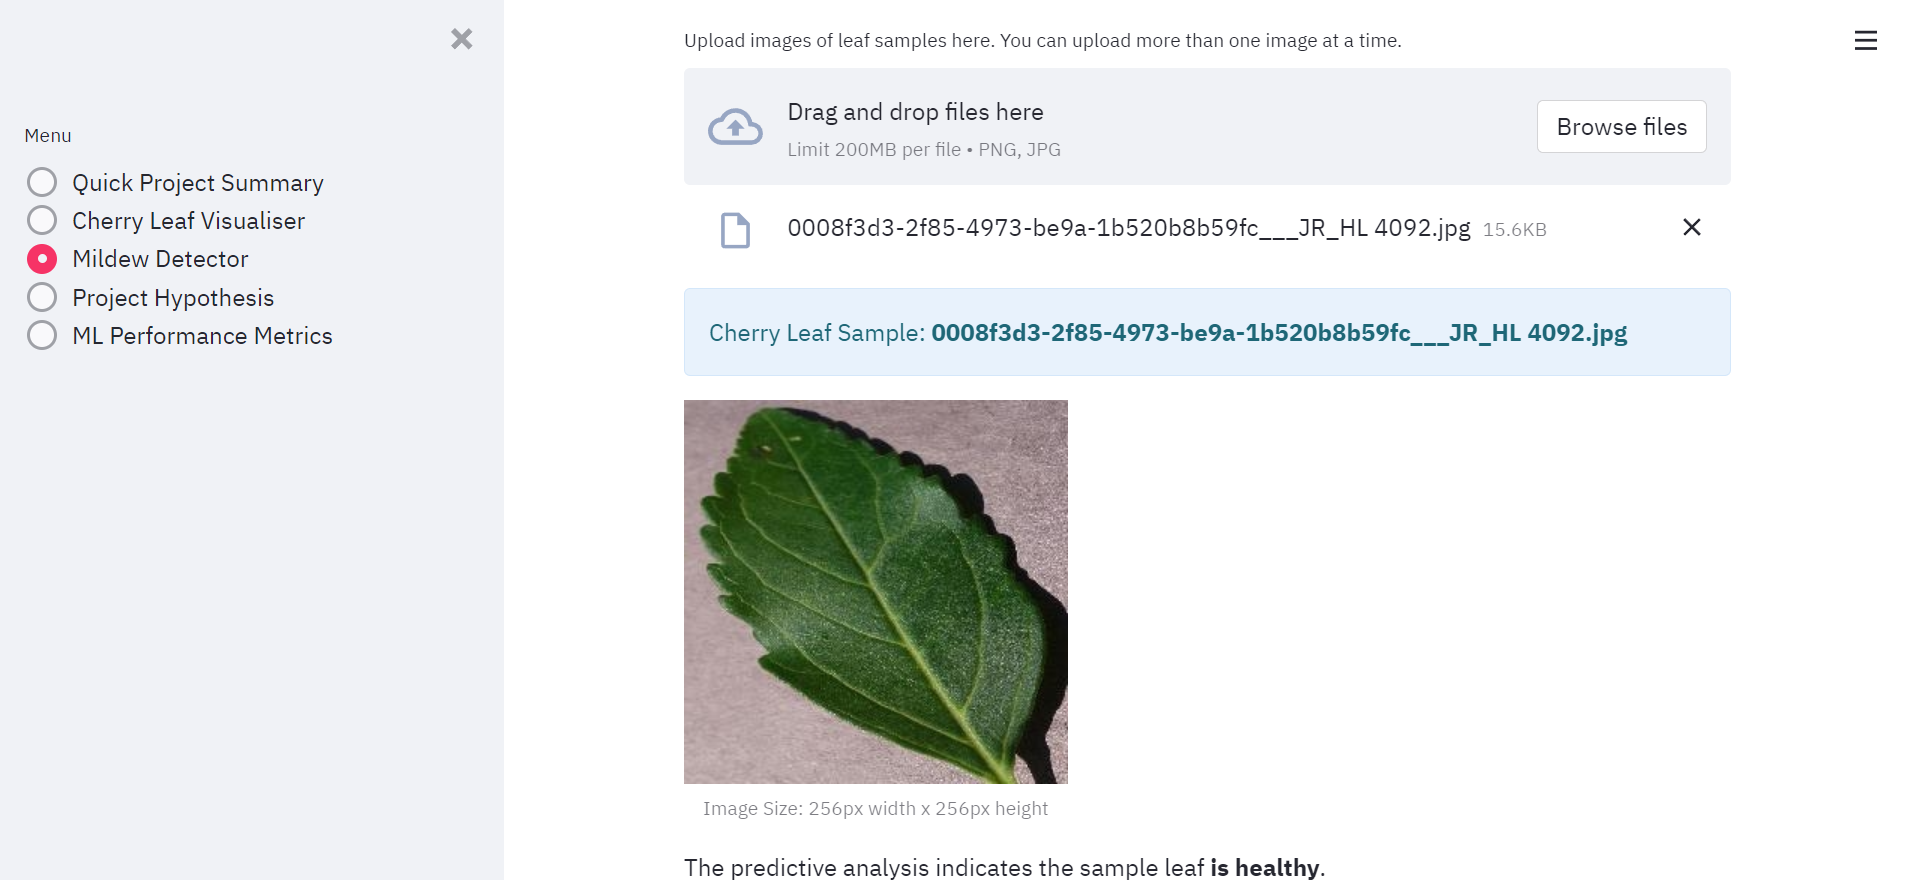 Menu
Quick Project Summary
Cherry Leaf Visualiser
Mildew Detector
Project Hypothesis
ML Performance Metrics
Upload images of leaf samples here. You can upload more than one image at a time.
Drag and drop files here
Limit 200MB per file • PNG, JPG
Browse files
0008f3d3-2f85-4973-be9a-1b520b8b59fc___JR_HL 4092.jpg 15.6KB
Cherry Leaf Sample: 0008f3d3-2f85-4973-be9a-1b520b8b59fc___JR_HL 4092.jpg
Image Size: 256px width x 256px height
The predictive analysis indicates the sample leaf is healthy.